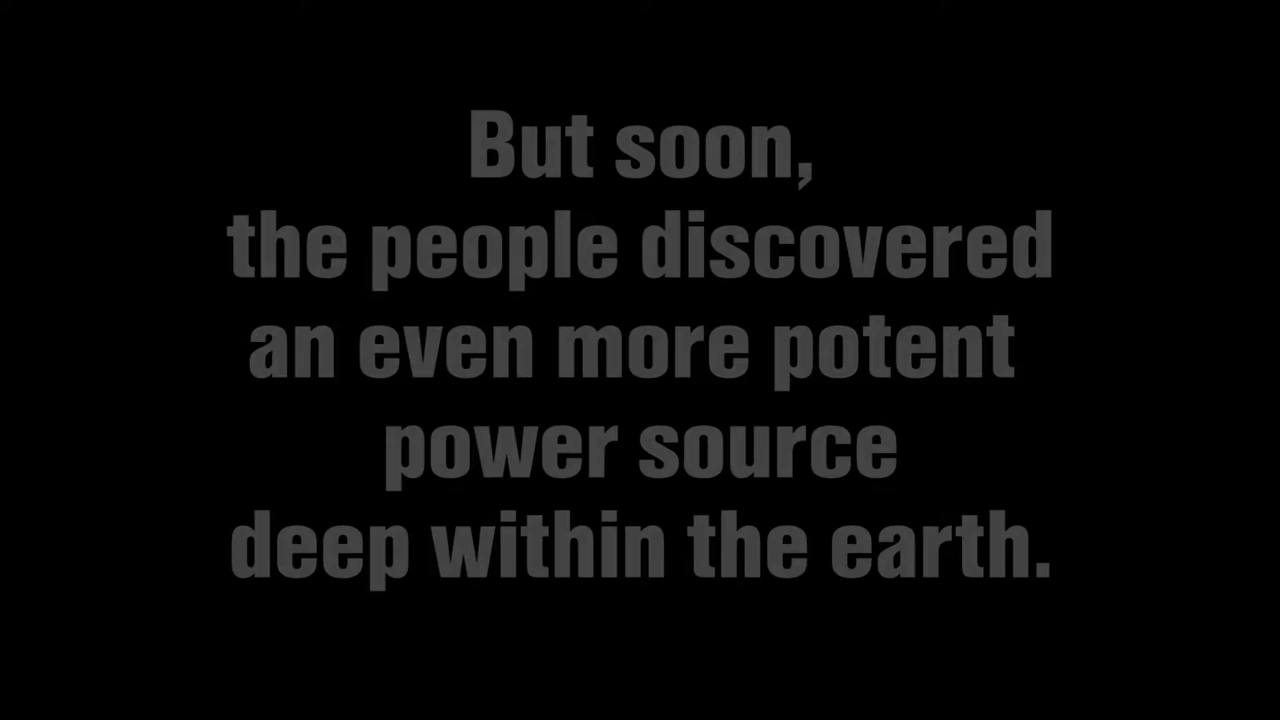 But soon,
the people discovered
an even more potent
power source
deep within the earth.